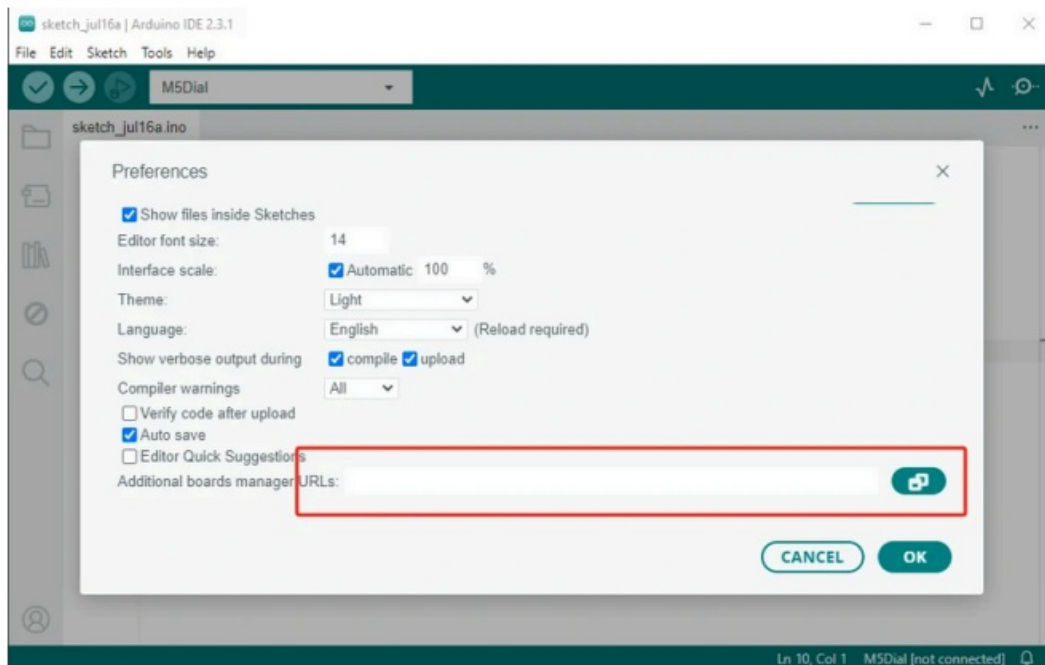 sketch_jul16a | Arduino IDE 2.3.1
File Edit Sketch Tools Help
M5Dial
sketch_jul16a.ino
Preferences
Show files inside Sketches
Editor font size: 14
Interface scale: Automatic 100 %
Theme: Light
Language: English (Reload required)
Show verbose output during compile upload
Compiler warnings All
Verify code after upload
Auto save
Editor Quick Suggestions
Additional boards manager URLs:
CANCEL OK
Ln 10, Col 1 M5Dial [not connected]